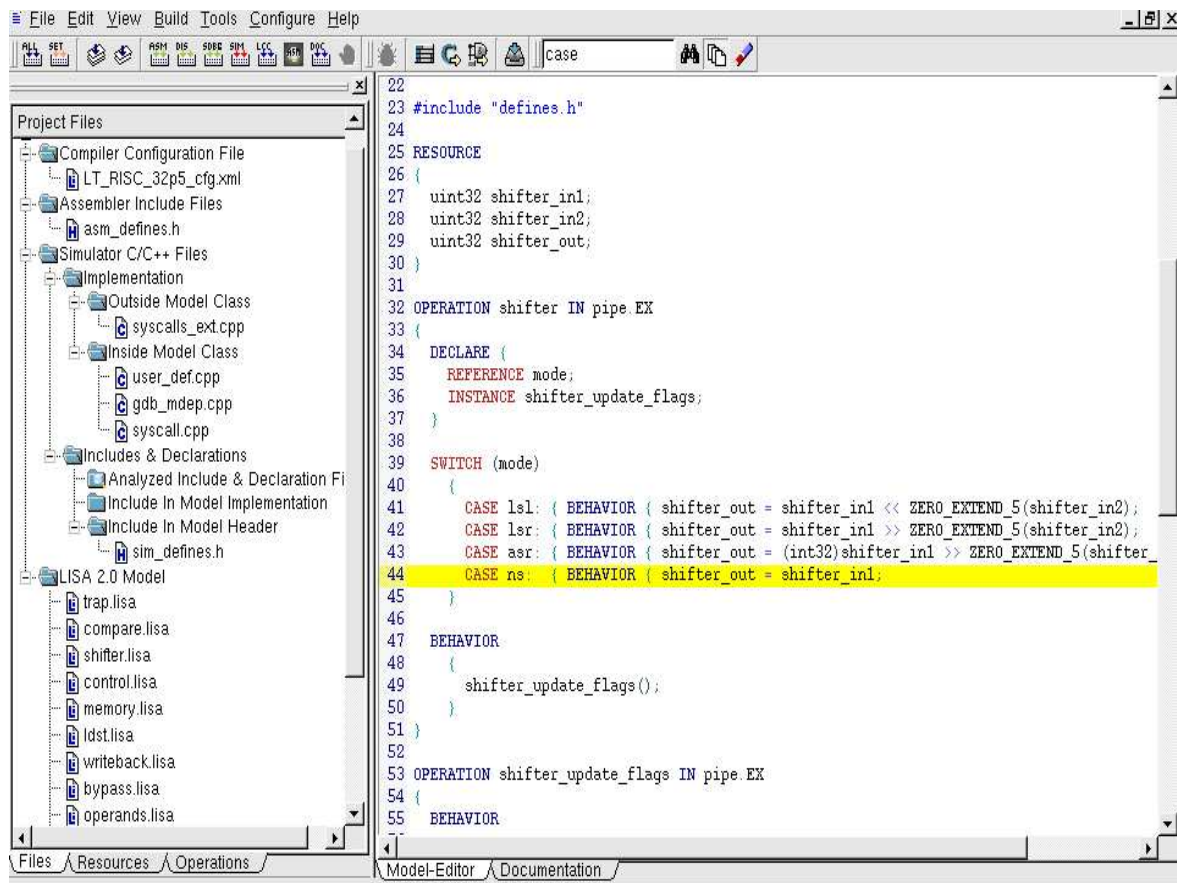 File Edit View Build Tools Configure Help
ALL SET ASM DIS SDBG SIM LCC DOC case
Project Files
Compiler Configuration File
LT_RISC_32p5_cfg.xml
Assembler Include Files
asm_defines.h
Simulator C/C++ Files
Implementation
Outside Model Class
syscalls_ext.cpp
Inside Model Class
user_def.cpp
gdb_mdep.cpp
syscall.cpp
Includes & Declarations
Analyzed Include & Declaration Fi
Include In Model Implementation
Include In Model Header
sim_defines.h
LISA 2.0 Model
trap.lisa
compare.lisa
shifter.lisa
control.lisa
memory.lisa
ldst.lisa
writeback.lisa
bypass.lisa
operands.lisa
Files Resources Operations
22
23 #include "defines.h"
24
25 RESOURCE
26 {
27 uint32 shifter_in1;
28 uint32 shifter_in2;
29 uint32 shifter_out;
30 }
31
32 OPERATION shifter IN pipe.EX
33 {
34 DECLARE {
35 REFERENCE mode;
36 INSTANCE shifter_update_flags;
37 }
38
39 SWITCH (mode)
40 {
41 CASE lsl: { BEHAVIOR { shifter_out = shifter_in1 << ZERO_EXTEND_5(shifter_in2);
42 CASE lsr: { BEHAVIOR { shifter_out = shifter_in1 >> ZERO_EXTEND_5(shifter_in2);
43 CASE asr: { BEHAVIOR { shifter_out = (int32)shifter_in1 >> ZERO_EXTEND_5(shifter_
44 CASE ns: { BEHAVIOR { shifter_out = shifter_in1;
45 }
46
47 BEHAVIOR
48 {
49 shifter_update_flags();
50 }
51 }
52
53 OPERATION shifter_update_flags IN pipe.EX
54 {
55 BEHAVIOR
Model-Editor Documentation